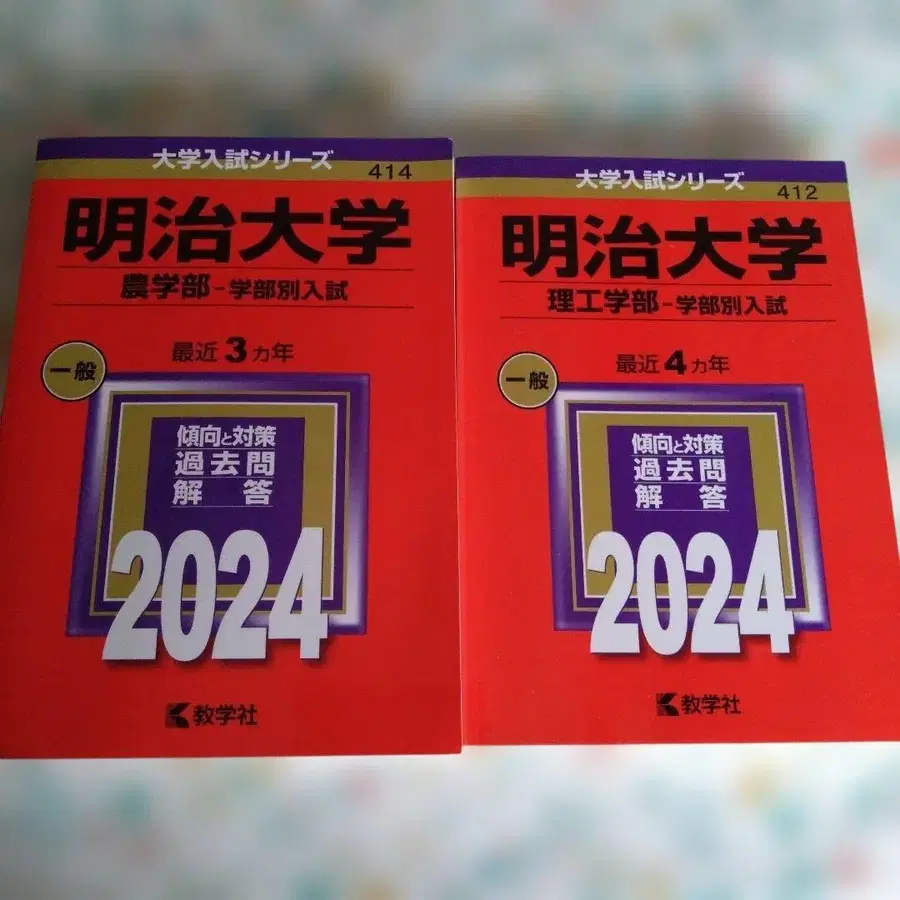 大学入試シリーズ
414
明治大学
農学部-学部別入試
最近3カ年
一般
傾向と対策
過去問
解答
2024
教学社
大学入試シリーズ
412
明治大学
理工学部-学部別入試
最近4カ年
一般
傾向と対策
過去問
解答
2024
教学社